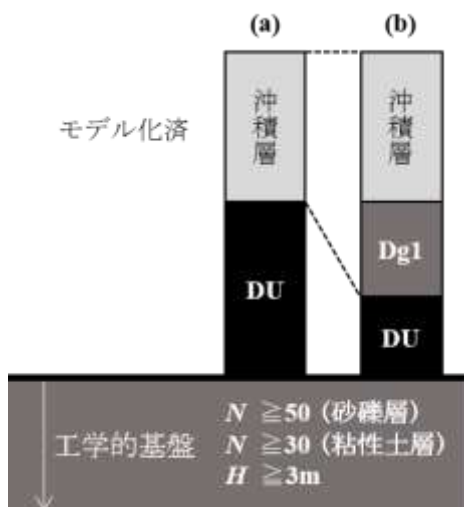 (a) (b)
モデル化済
沖積層 沖積層
Dg1
DU
DU
工学的基盤
N ≧50 (砂礫層)
N ≧30 (粘性土層)
H ≧3m